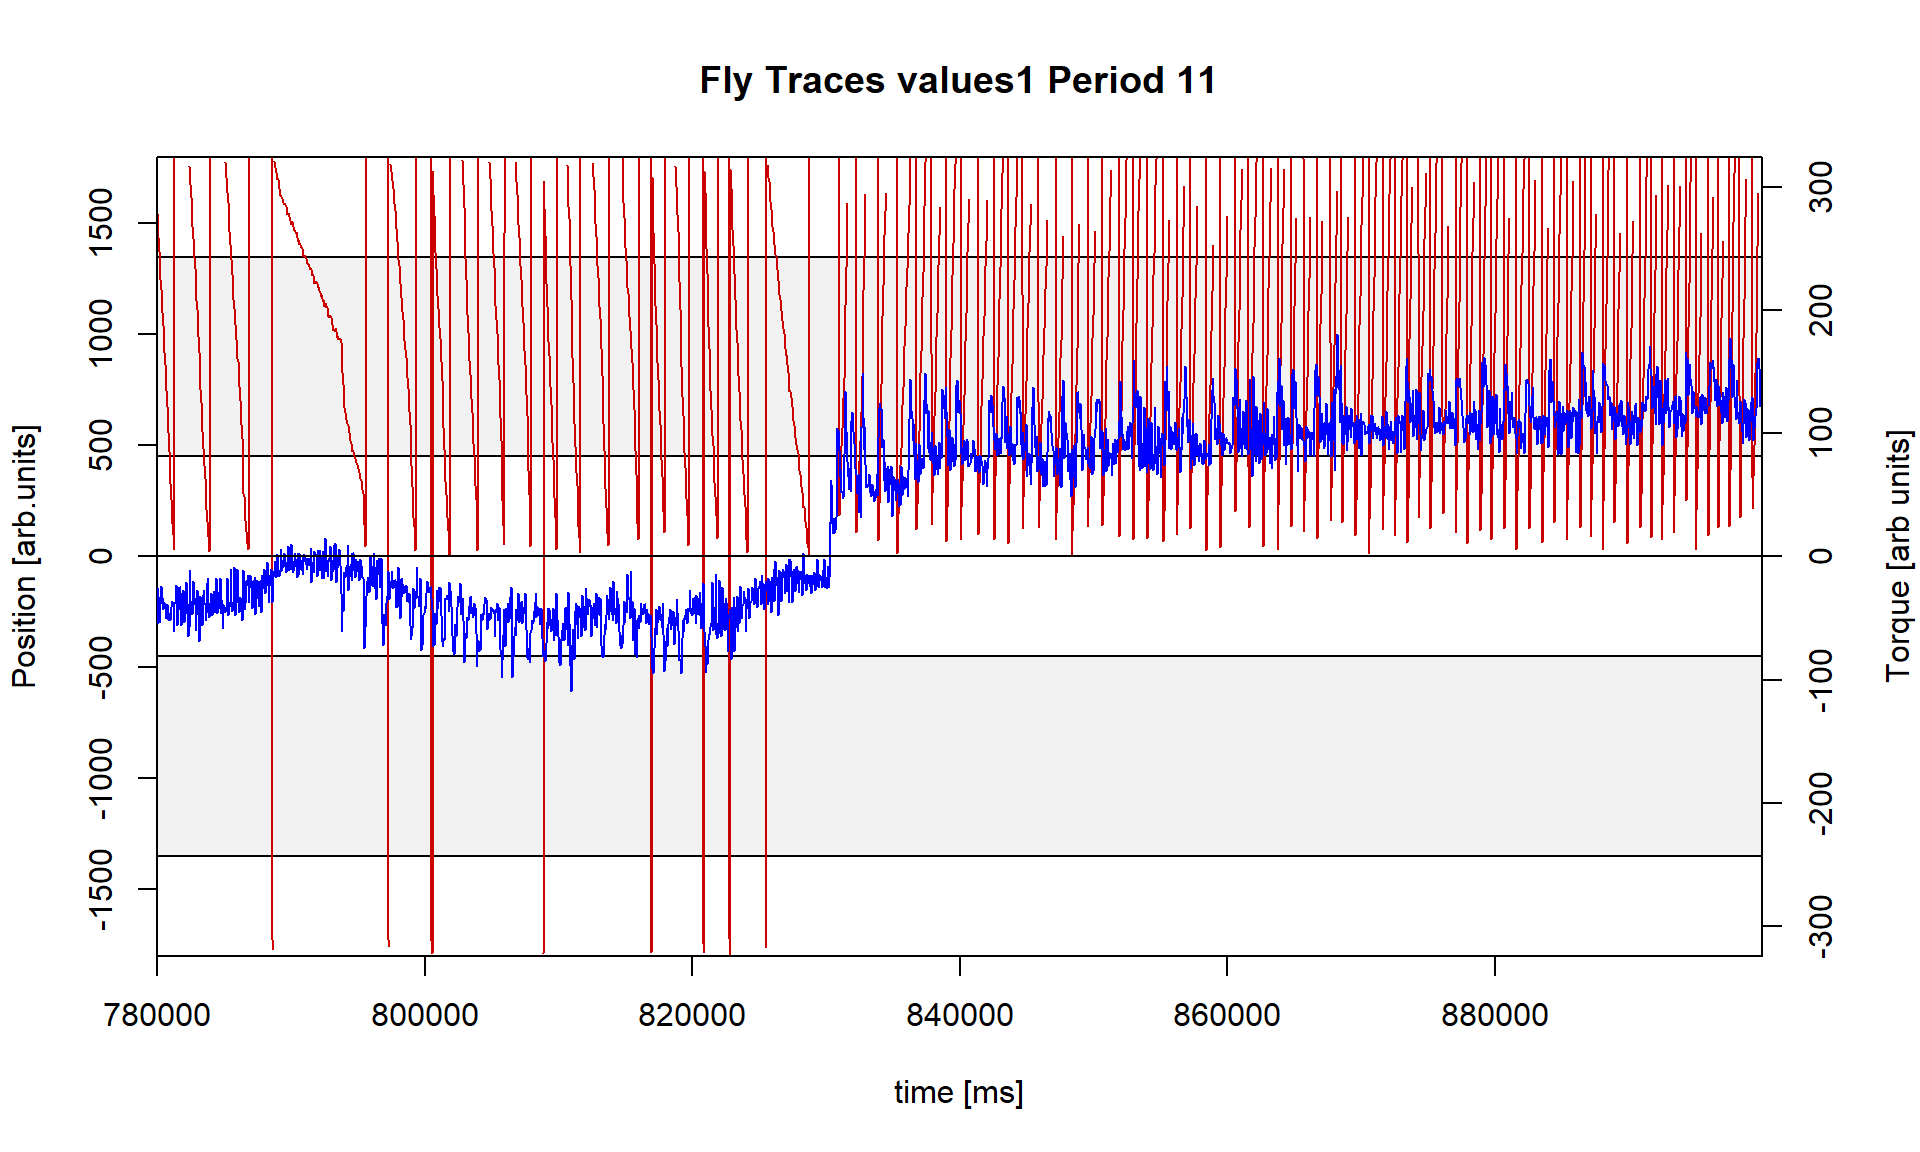 Fly Traces values1 Period 11
Position [arb.units]
1500
1000
500
0
-500
-1000
-1500
300
200
100
0
-100
-200
-300
Torque [arb units]
780000 800000 820000 840000 860000 880000
time [ms]